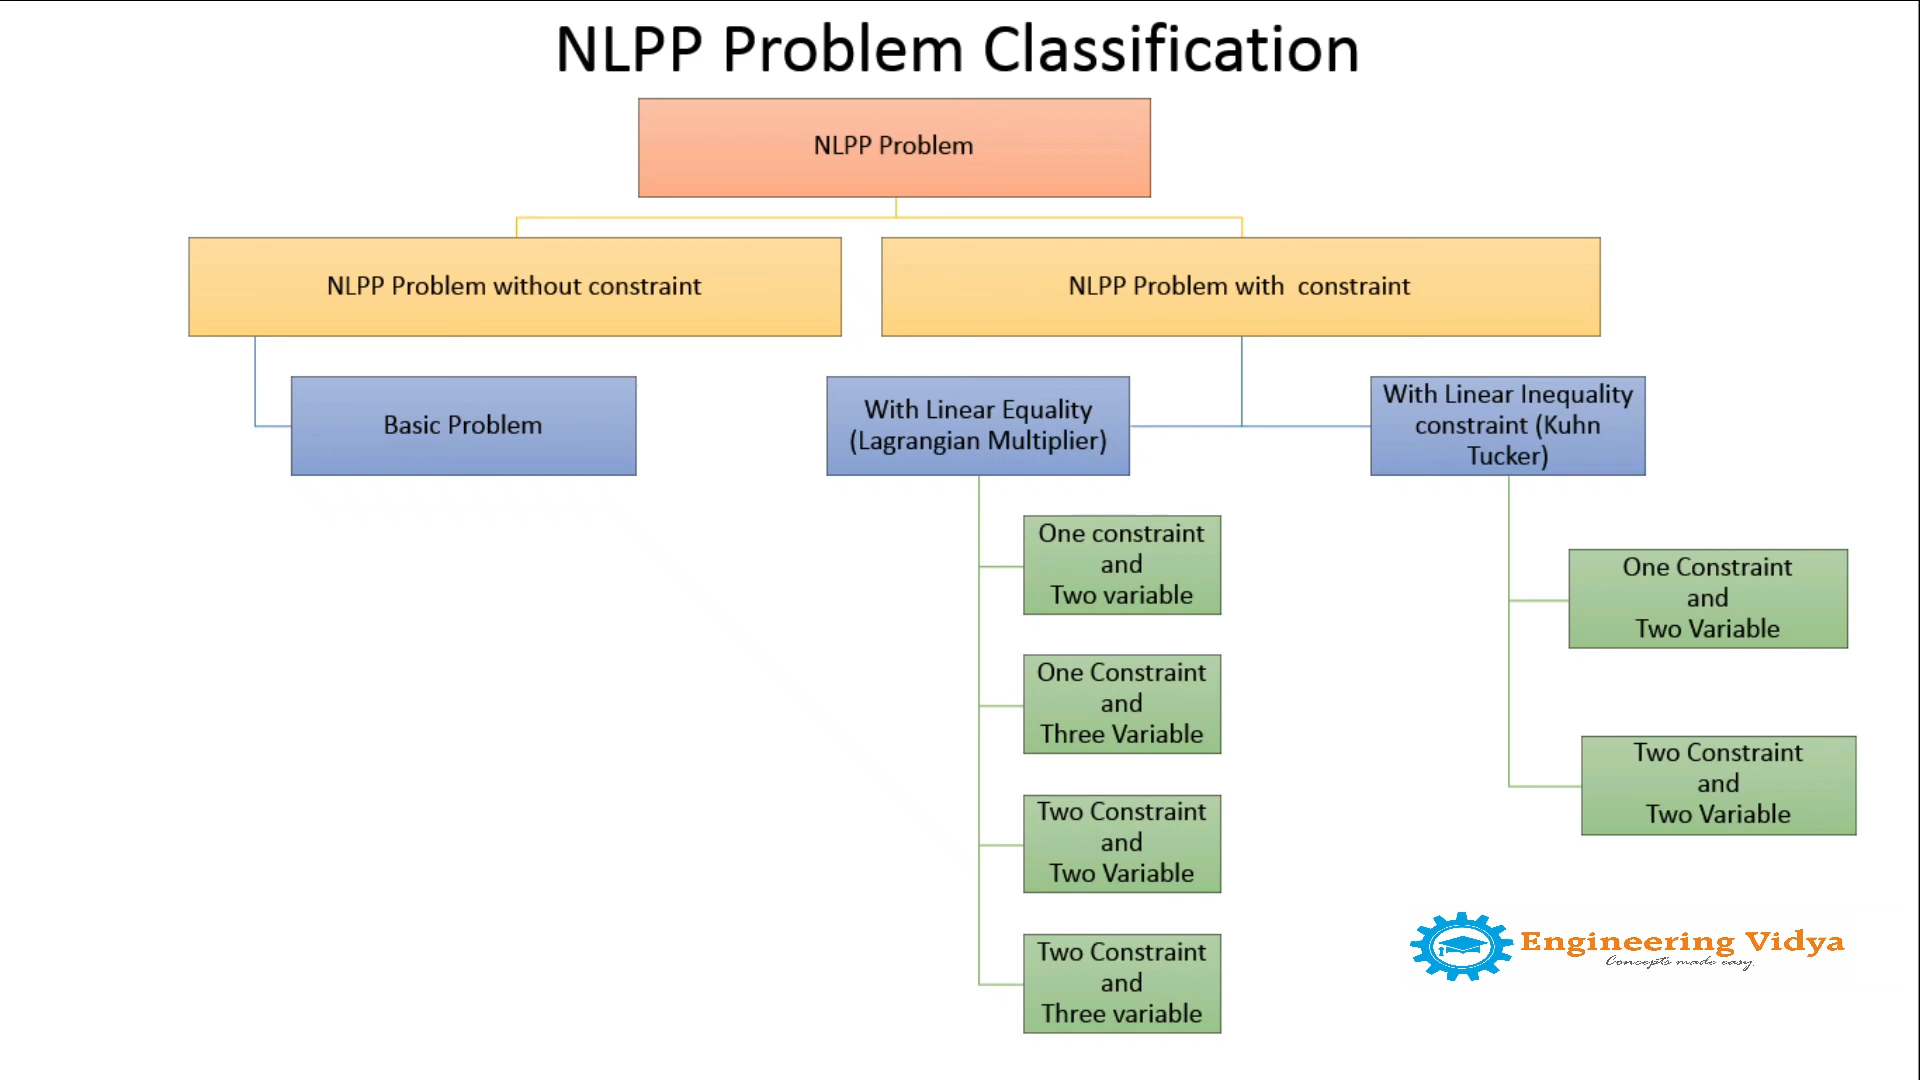 NLPP Problem Classification
NLPP Problem
NLPP Problem without constraint
NLPP Problem with  constraint
Basic Problem
With Linear Equality
(Lagrangian Multiplier)
With Linear Inequality
constraint (Kuhn
Tucker)
One constraint
and
Two variable
One Constraint
and
Three Variable
Two Constraint
and
Two Variable
Two Constraint
and
Three variable
One Constraint
and
Two Variable
Two Constraint
and
Two Variable
Engineering Vidya
Concepts made easy.